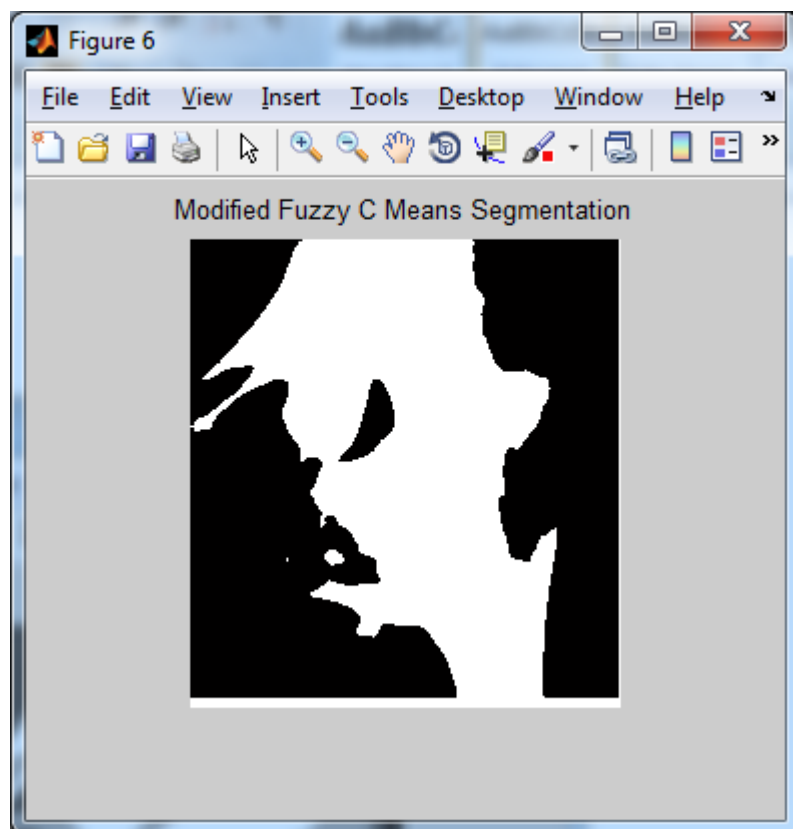 Figure 6
File Edit View Insert Tools Desktop Window Help
Modified Fuzzy C Means Segmentation